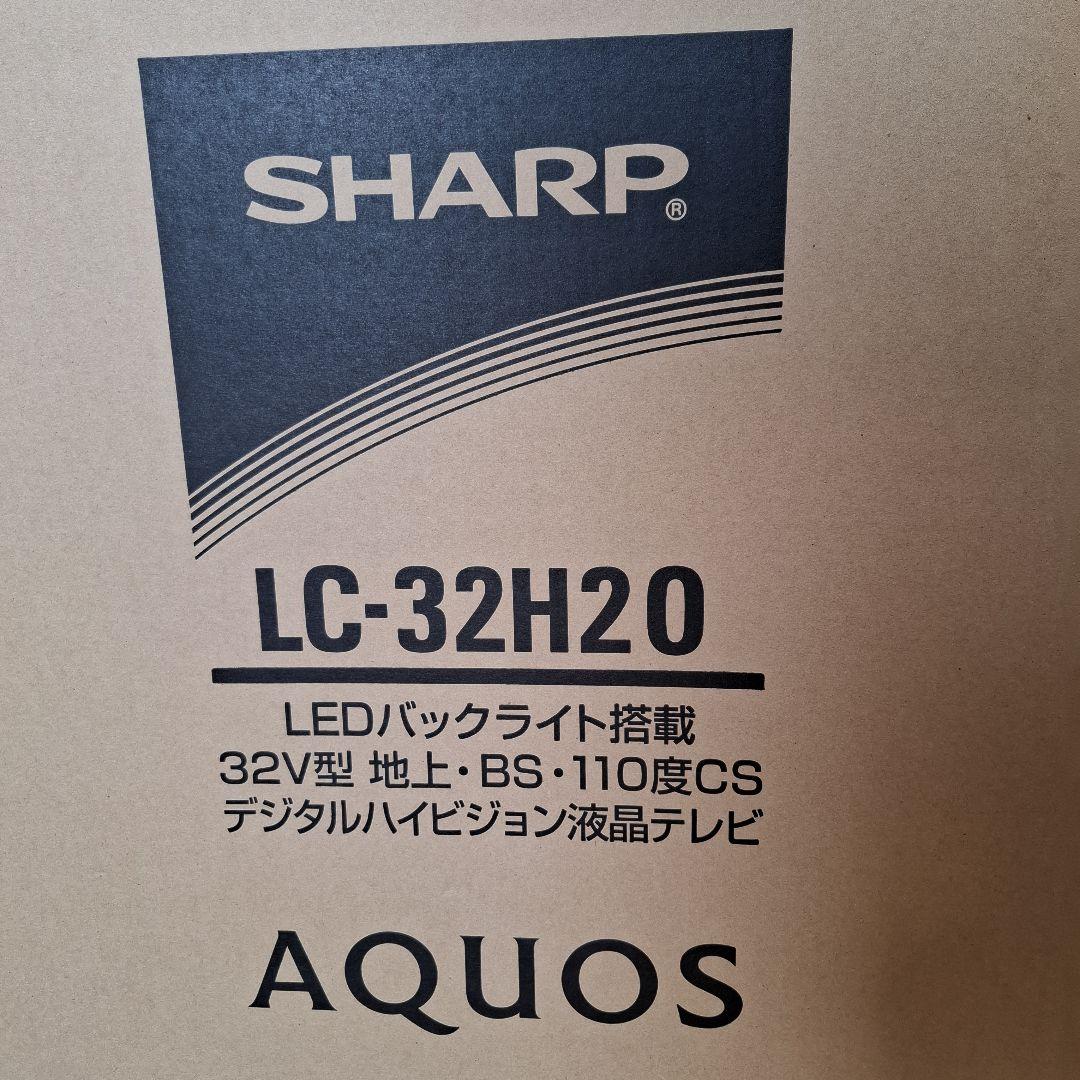 SHARP®
LC-32H20
LEDバックライト搭載
32V型 地上・BS・110度CS
デジタルハイビジョン液晶テレビ
AQUOS